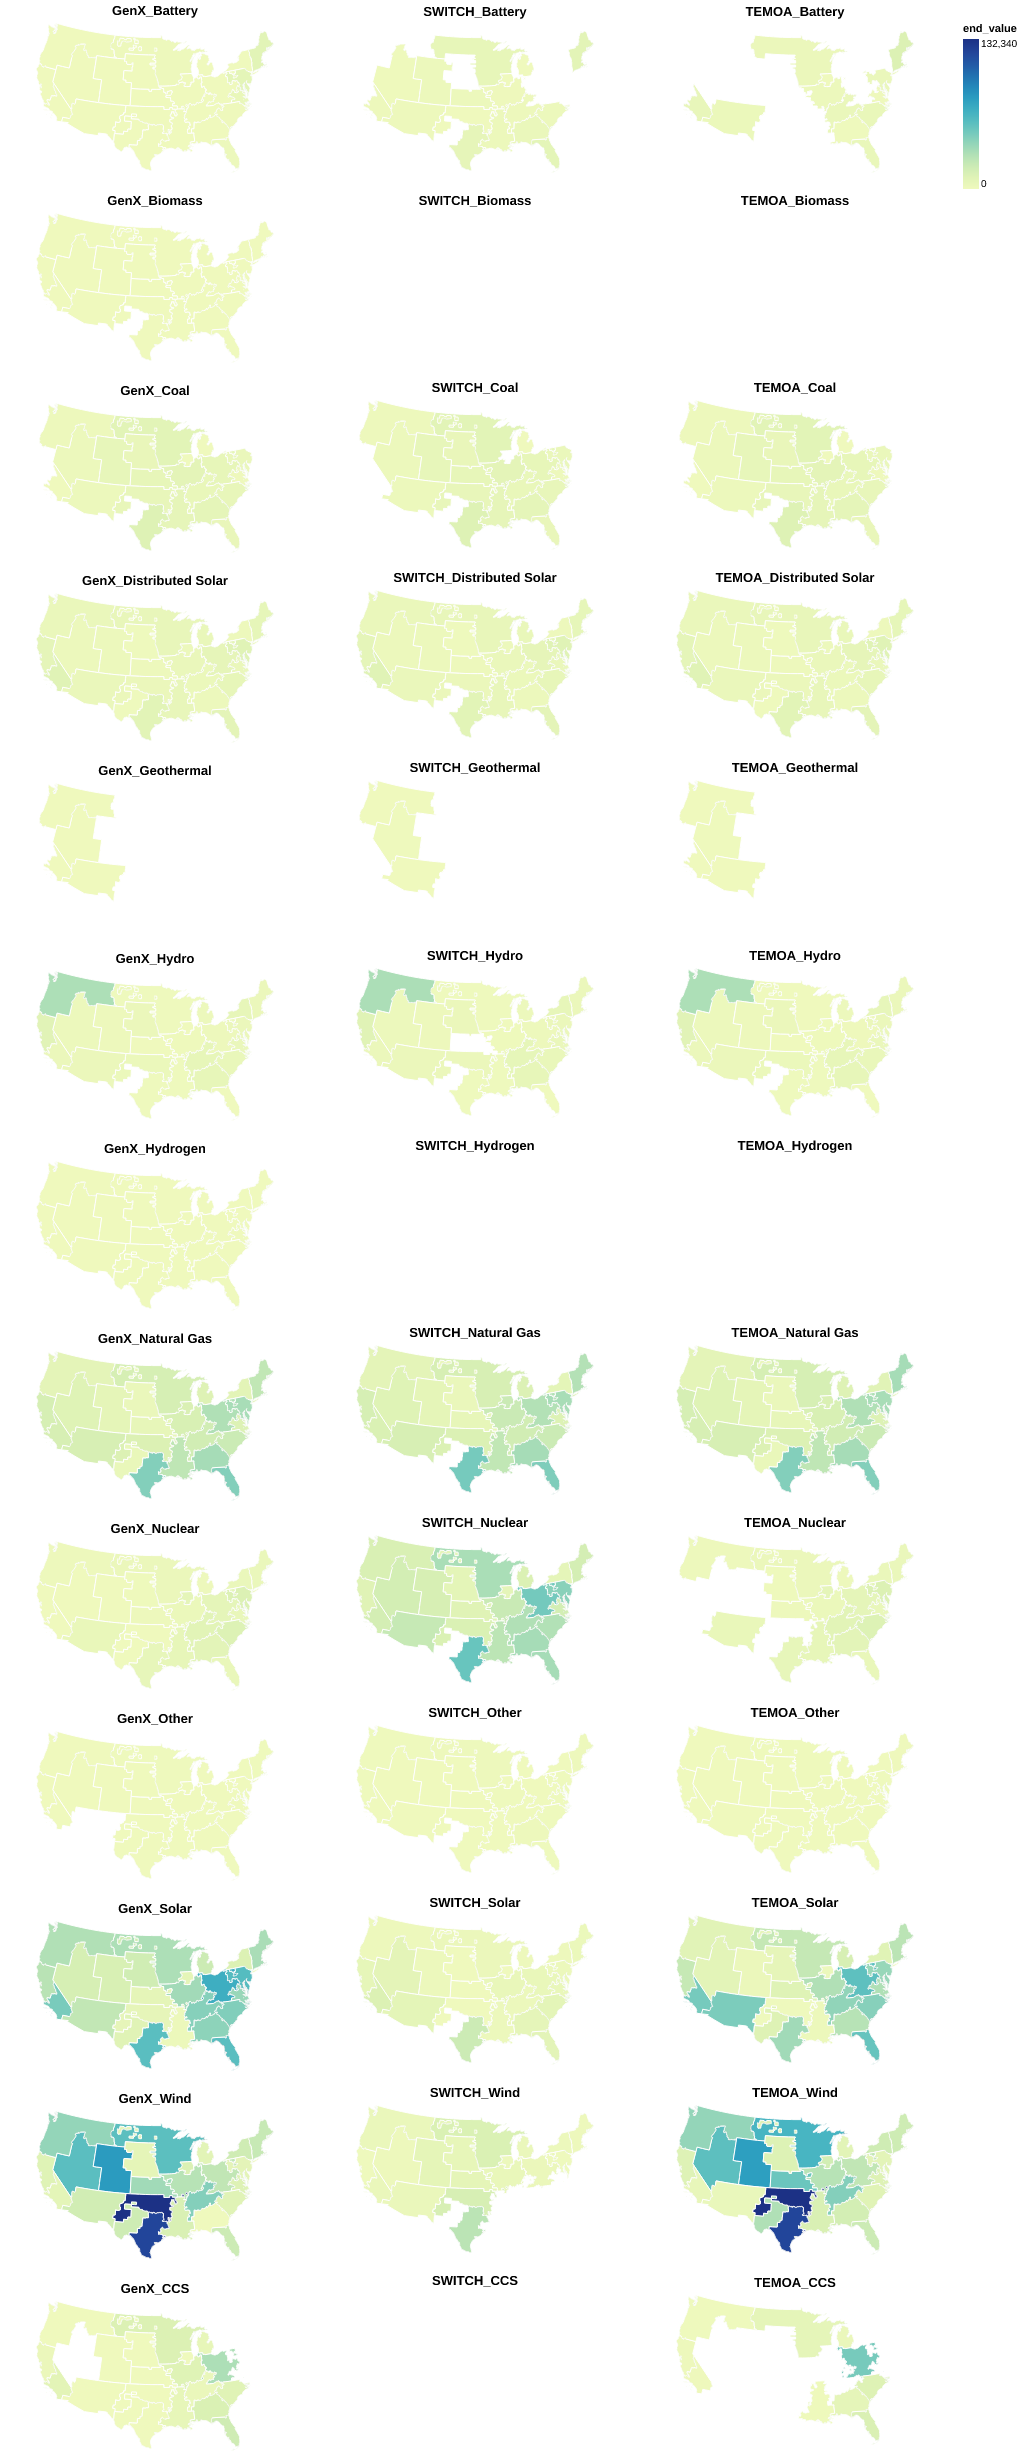 GenX_Battery
SWITCH_Battery
TEMOA_Battery
end_value
132,340
0
GenX_Biomass
SWITCH_Biomass
TEMOA_Biomass
GenX_Coal
SWITCH_Coal
TEMOA_Coal
GenX_Distributed Solar
SWITCH_Distributed Solar
TEMOA_Distributed Solar
GenX_Geothermal
SWITCH_Geothermal
TEMOA_Geothermal
GenX_Hydro
SWITCH_Hydro
TEMOA_Hydro
GenX_Hydrogen
SWITCH_Hydrogen
TEMOA_Hydrogen
GenX_Natural Gas
SWITCH_Natural Gas
TEMOA_Natural Gas
GenX_Nuclear
SWITCH_Nuclear
TEMOA_Nuclear
GenX_Other
SWITCH_Other
TEMOA_Other
GenX_Solar
SWITCH_Solar
TEMOA_Solar
GenX_Wind
SWITCH_Wind
TEMOA_Wind
GenX_CCS
SWITCH_CCS
TEMOA_CCS